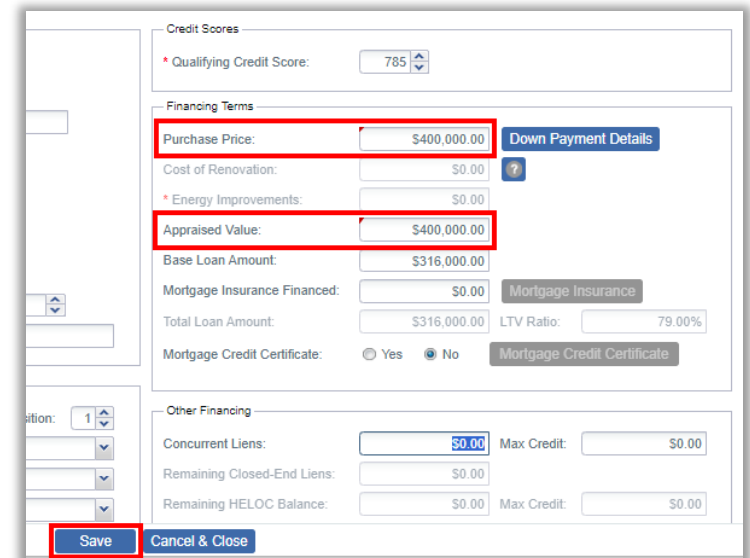 Credit Scores
* Qualifying Credit Score: 785
Financing Terms
Purchase Price: $400,000.00 Down Payment Details
Cost of Renovation: $0.00 ?
* Energy Improvements: $0.00
Appraised Value: $400,000.00
Base Loan Amount: $316,000.00
Mortgage Insurance Financed: $0.00 Mortgage Insurance
Total Loan Amount: $316,000.00 LTV Ratio: 79.00%
Mortgage Credit Certificate: Yes No Mortgage Credit Certificate
Other Financing
sition: 1
Concurrent Liens: $0.00 Max Credit: $0.00
Remaining Closed-End Liens: $0.00
Remaining HELOC Balance: $0.00 Max Credit: $0.00
Save Cancel & Close